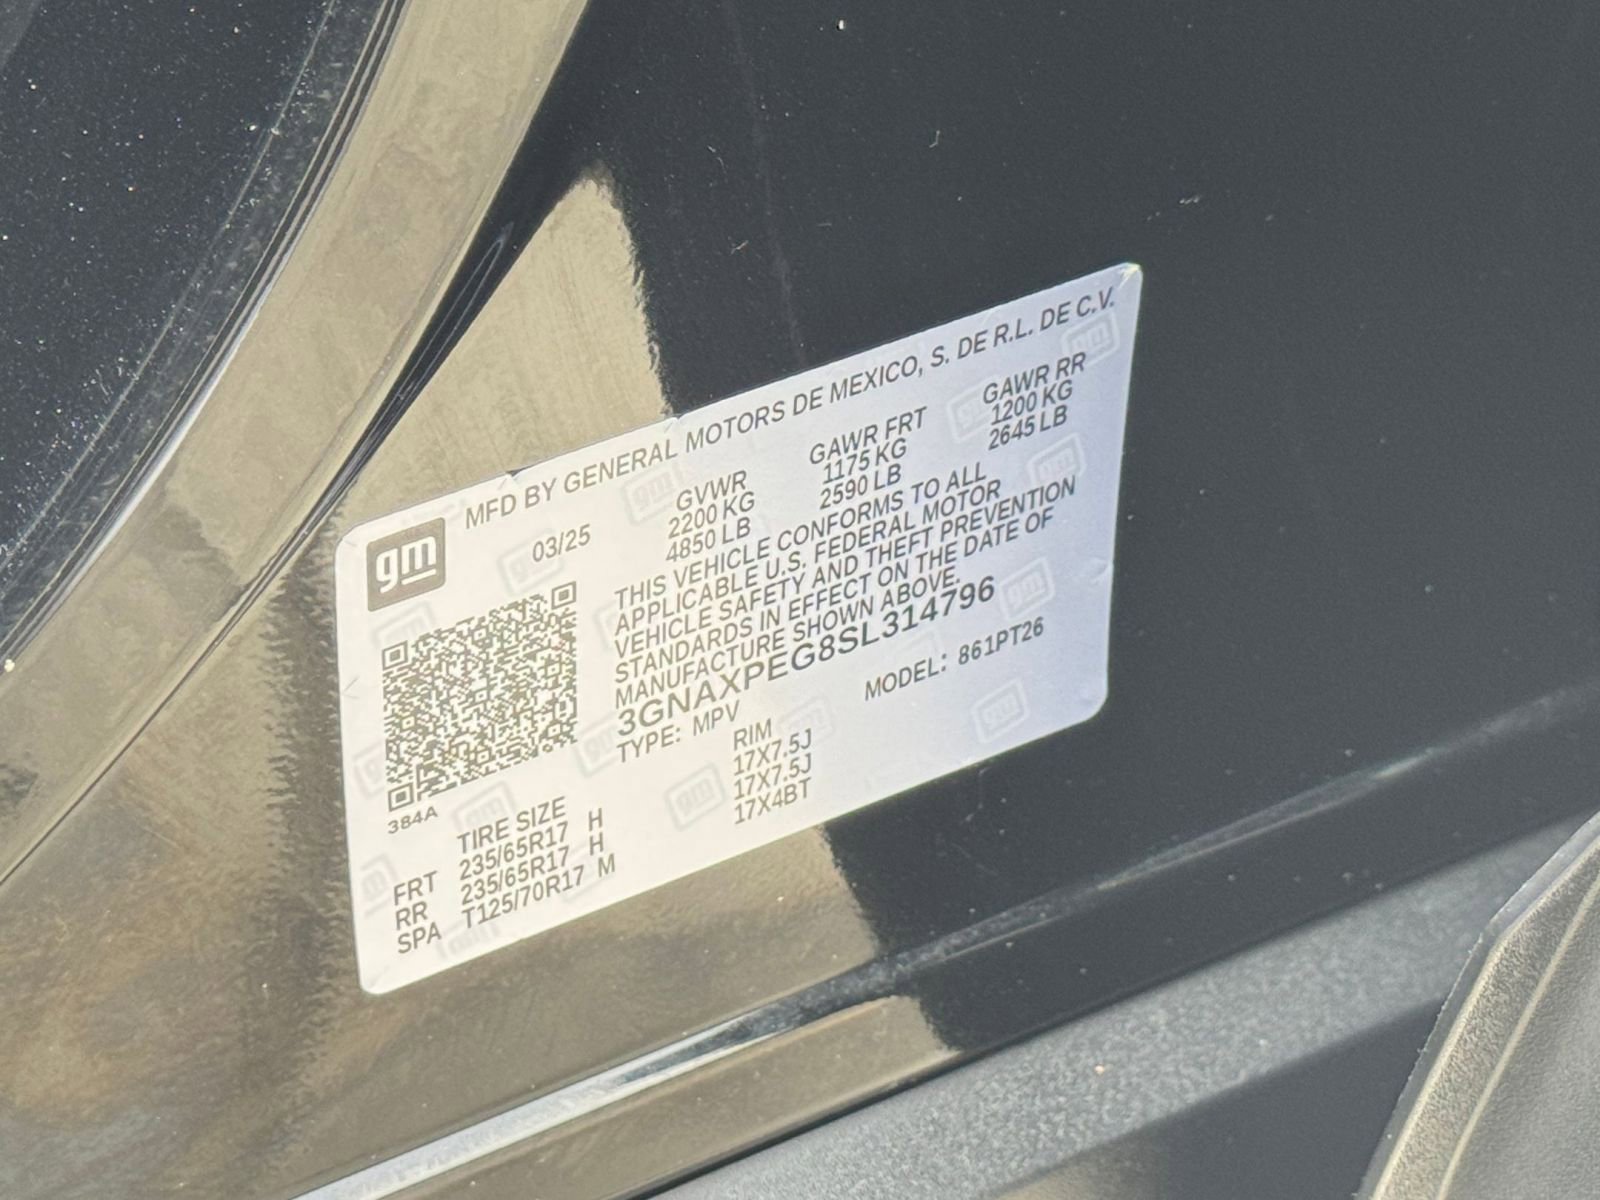 gm
MFD BY GENERAL MOTORS DE MEXICO, S. DE R.L. DE C.V.
03/25
GVWR GAWR FRT GAWR RR
2200 KG 1175 KG 1200 KG
4850 LB 2590 LB 2645 LB
THIS VEHICLE CONFORMS TO ALL
APPLICABLE U.S. FEDERAL MOTOR
VEHICLE SAFETY AND THEFT PREVENTION
STANDARDS IN EFFECT ON THE DATE OF
MANUFACTURE SHOWN ABOVE.
3GNAXPEG8SL314796
TYPE: MPV MODEL: 861PT26
384A
TIRE SIZE RIM
FRT 235/65R17 H 17X7.5J
RR 235/65R17 H 17X7.5J
SPA T125/70R17 M 17X4BT